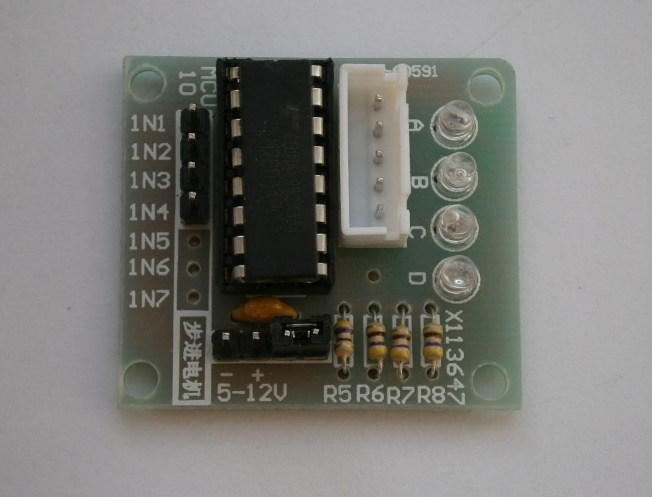 MCU
IO
1N1
1N2
1N3
1N4
1N5
1N6
1N7
A
B
C
D
步进电机
- +
5-12V
R5 R6 R7 R8
X113647